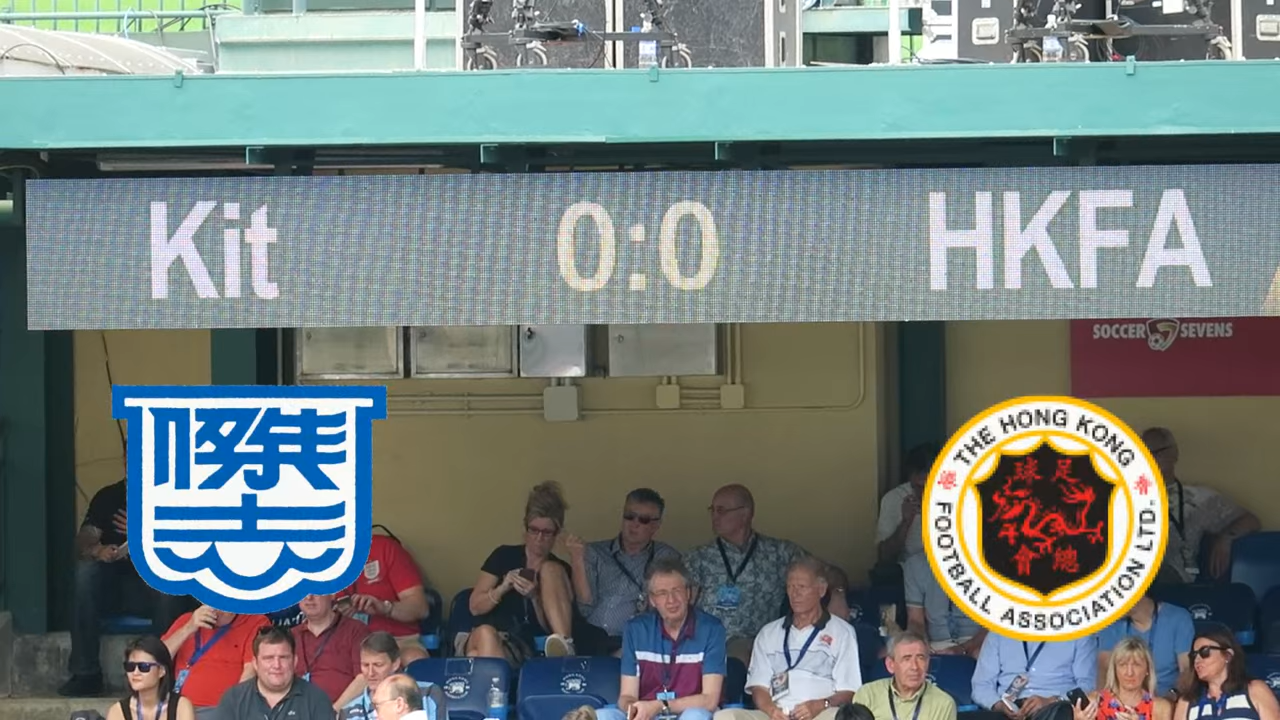 Kit 0:0 HKFA
SOCCER SEVENS
傑志
THE HONG KONG
足球
總會
FOOTBALL ASSOCIATION LTD.